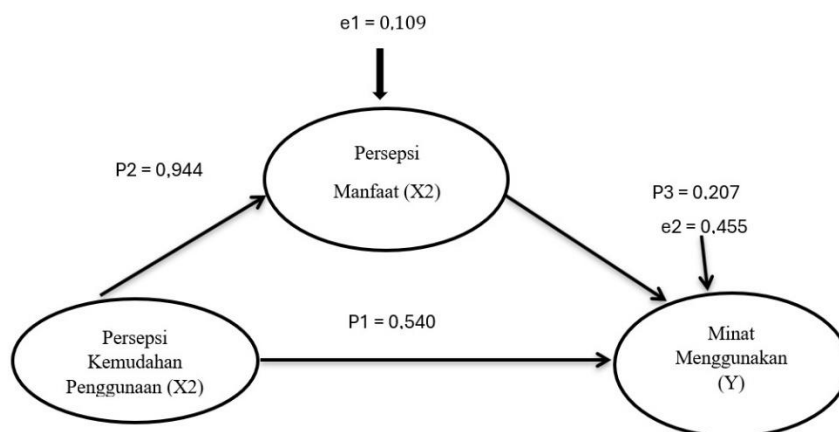 e1 = 0,109
Persepsi
Manfaat (X2)
P2 = 0,944
P3 = 0,207
e2 = 0,455
P1 = 0,540
Persepsi
Kemudahan
Penggunaan (X2)
Minat
Menggunakan
(Y)